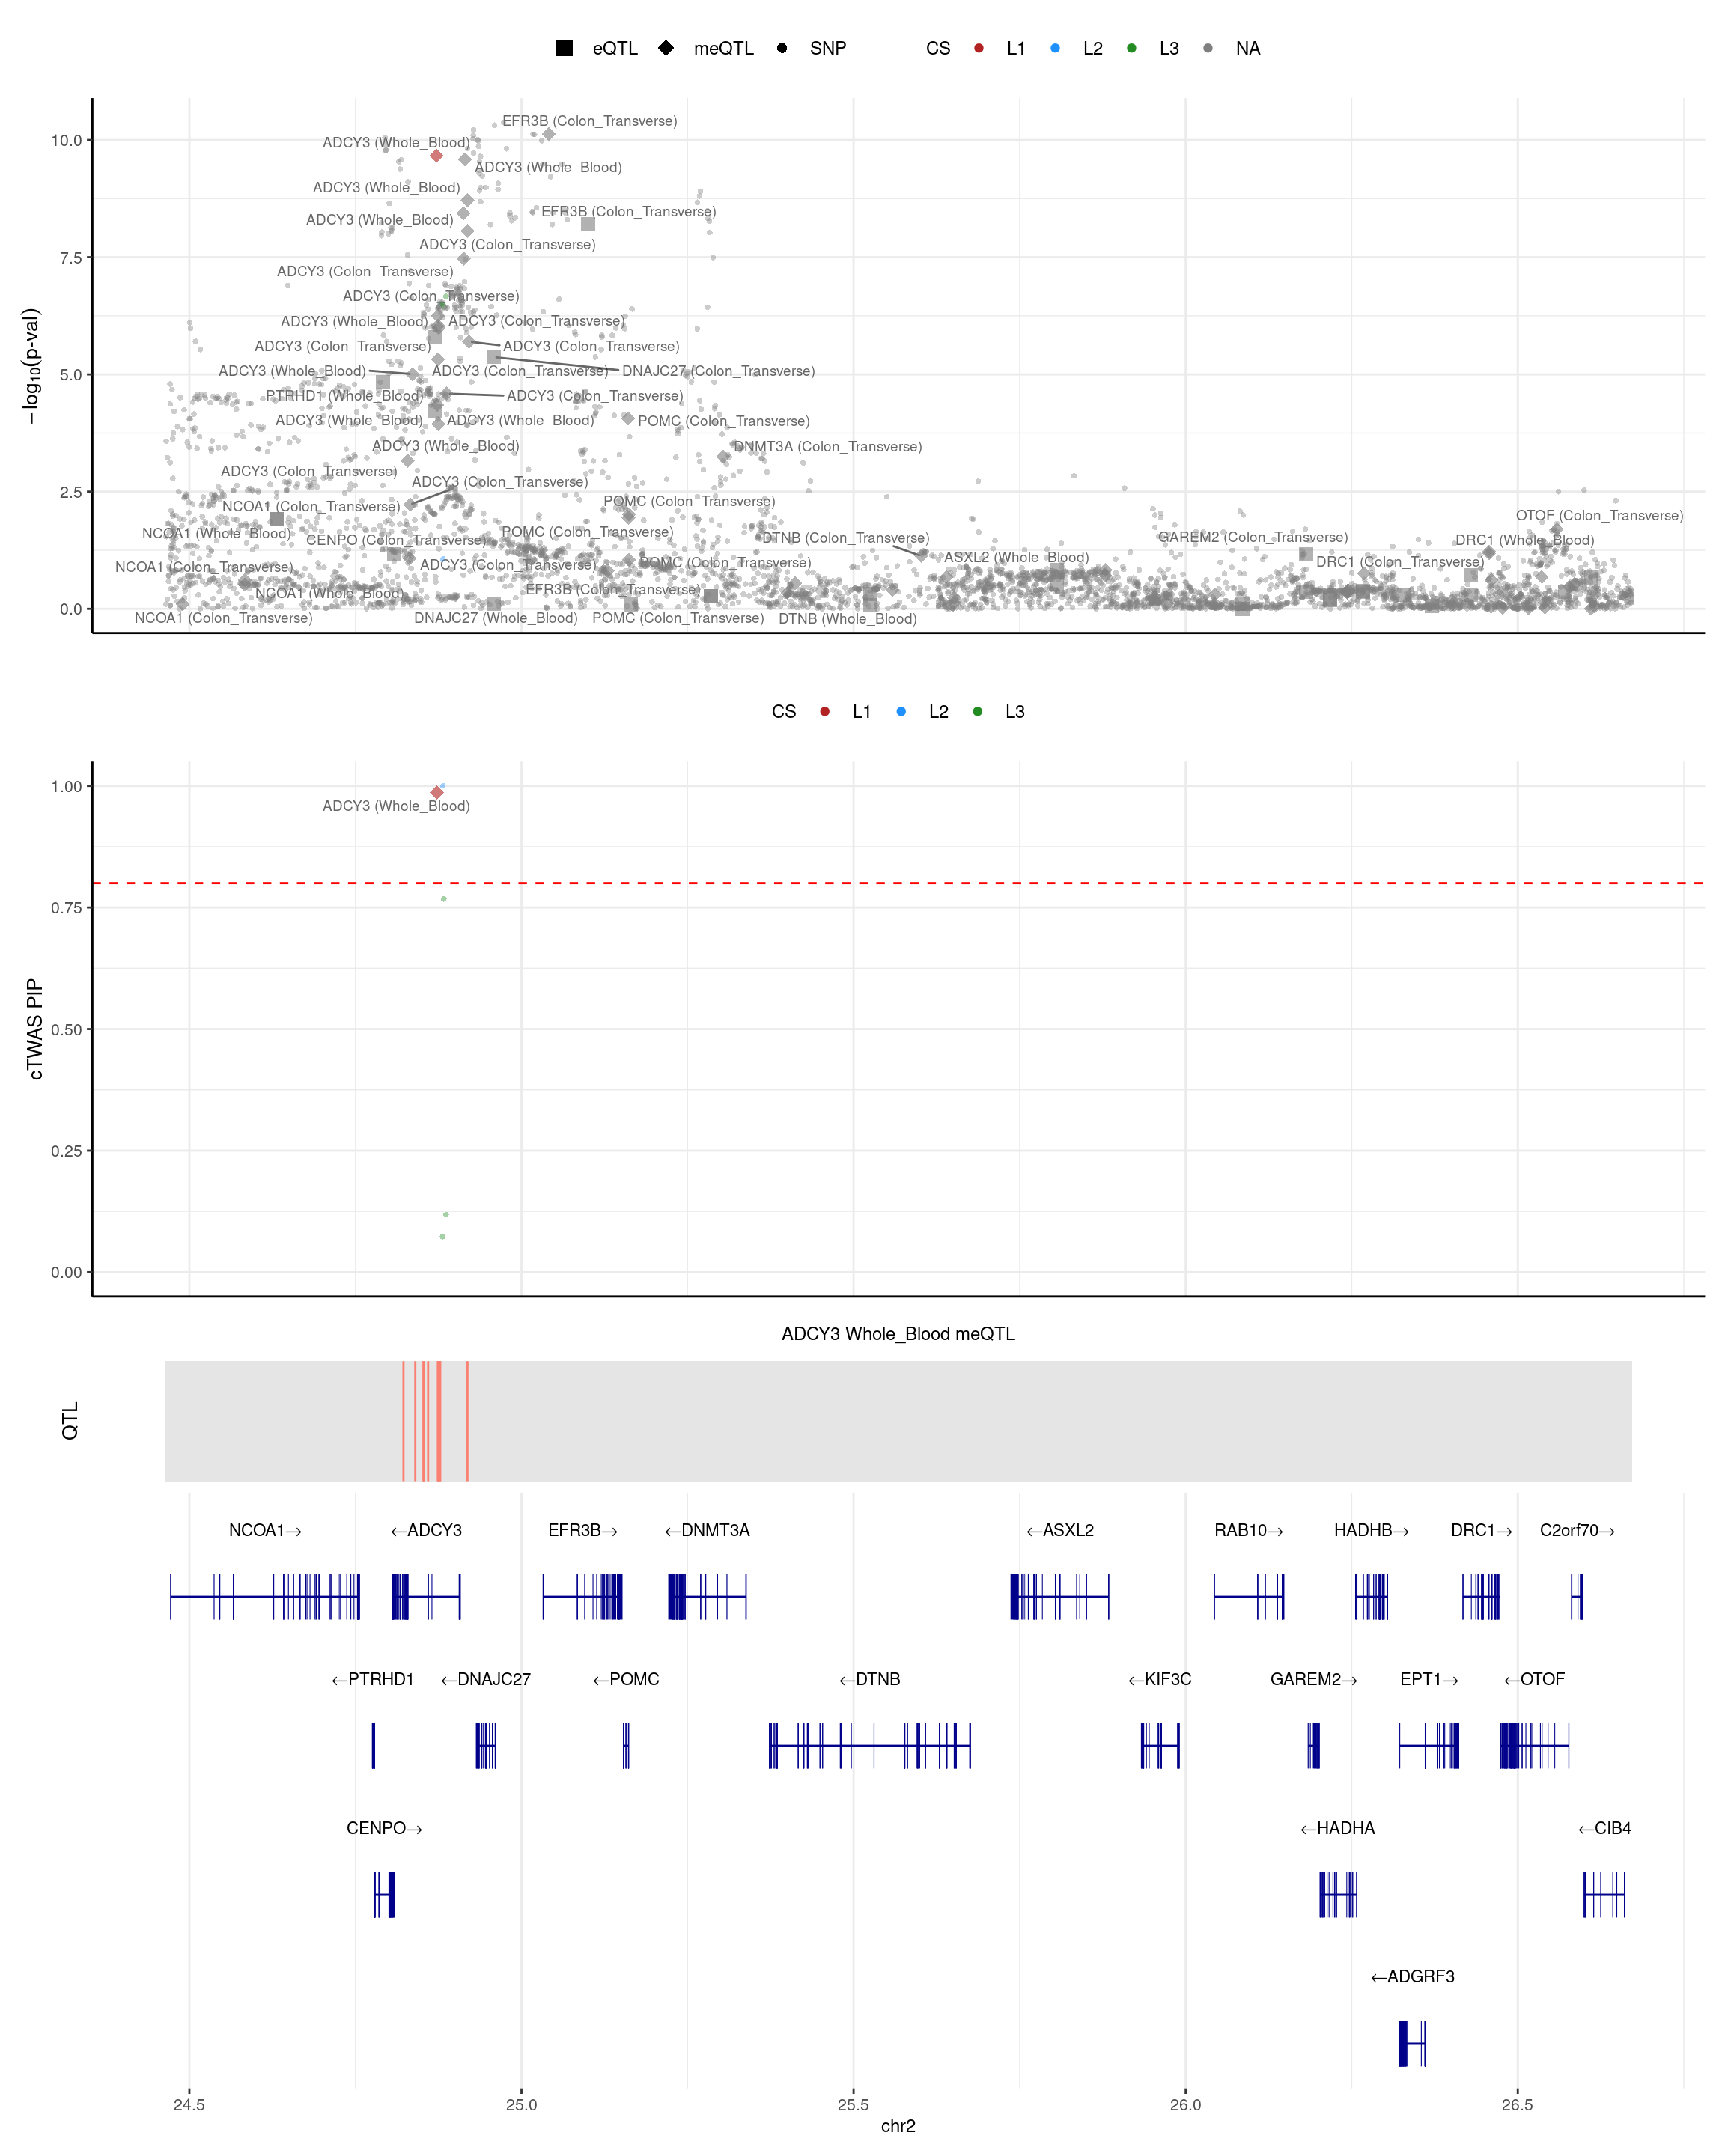 eQTL meQTL SNP CS L1 L2 L3 NA
EFR3B (Colon_Transverse)
ADCY3 (Whole_Blood)
ADCY3 (Whole_Blood)
ADCY3 (Whole_Blood)
EFR3B (Colon_Transverse)
ADCY3 (Whole_Blood)
ADCY3 (Colon_Transverse)
ADCY3 (Colon_Transverse)
ADCY3 (Colon_Transverse)
ADCY3 (Whole_Blood) ADCY3 (Colon_Transverse)
ADCY3 (Colon_Transverse) ADCY3 (Colon_Transverse)
ADCY3 (Whole_Blood) ADCY3 (Colon_Transverse) DNAJC27 (Colon_Transverse)
PTRHD1 (Whole_Blood) ADCY3 (Colon_Transverse)
ADCY3 (Whole_Blood) ADCY3 (Whole_Blood) POMC (Colon_Transverse)
ADCY3 (Whole_Blood) DNMT3A (Colon_Transverse)
ADCY3 (Colon_Transverse)
ADCY3 (Colon_Transverse)
NCOA1 (Colon_Transverse) POMC (Colon_Transverse) OTOF (Colon_Transverse)
NCOA1 (Whole_Blood) POMC (Colon_Transverse)
CENPO (Colon_Transverse) DTNB (Colon_Transverse) GAREM2 (Colon_Transverse) DRC1 (Whole_Blood)
NCOA1 (Colon_Transverse) ADCY3 (Colon_Transverse) POMC (Colon_Transverse) ASXL2 (Whole_Blood) DRC1 (Colon_Transverse)
NCOA1 (Whole_Blood) EFR3B (Colon_Transverse)
NCOA1 (Colon_Transverse) DNAJC27 (Whole_Blood) POMC (Colon_Transverse) DTNB (Whole_Blood)
10.0
7.5
5.0
2.5
0.0
−log10(p-val)
CS L1 L2 L3
ADCY3 (Whole_Blood)
1.00
0.75
0.50
0.25
0.00
cTWAS PIP
ADCY3 Whole_Blood meQTL
QTL
NCOA1→ ←ADCY3 EFR3B→ ←DNMT3A ←ASXL2 RAB10→ HADHB→ DRC1→ C2orf70→
←PTRHD1 ←DNAJC27 ←POMC ←DTNB ←KIF3C GAREM2→ EPT1→ ←OTOF
CENPO→ ←HADHA ←CIB4
←ADGRF3
24.5 25.0 25.5 26.0 26.5
chr2